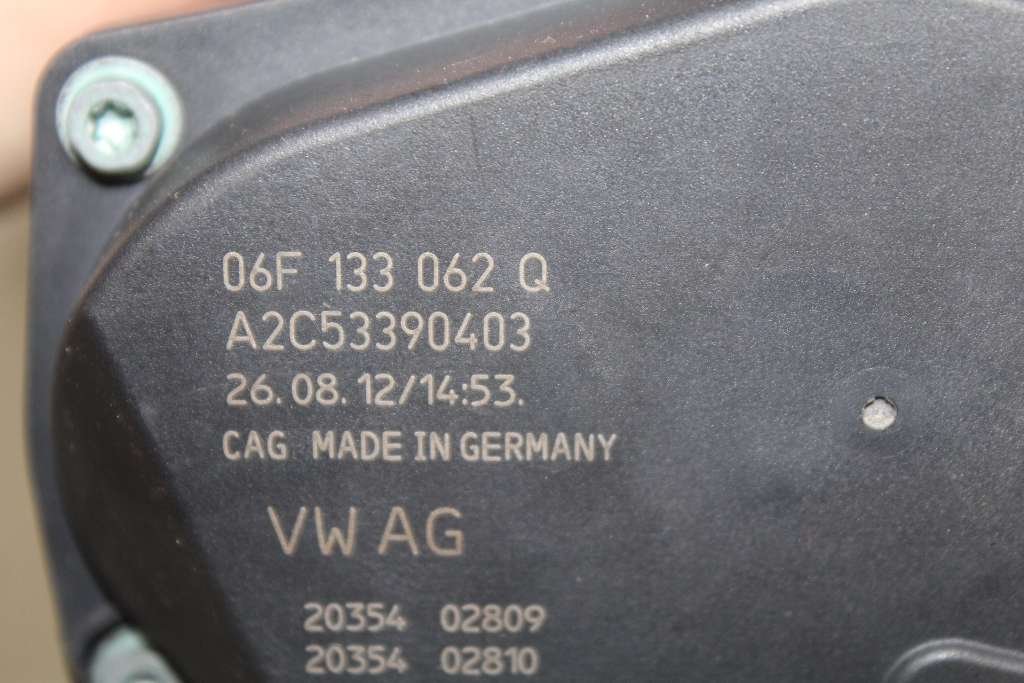 06F 133 062 Q
A2C53390403
26.08.12/14:53.
CAG MADE IN GERMANY
VW AG
20354 02809
20354 02810